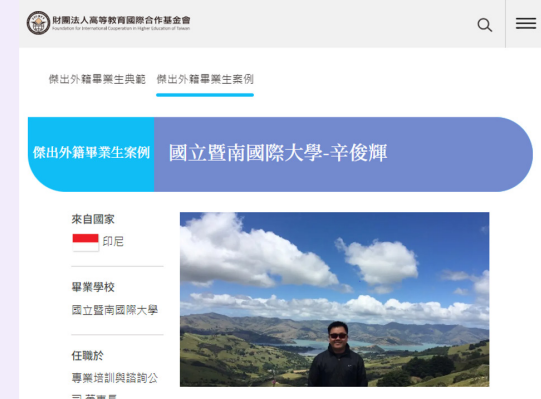 財團法人高等教育國際合作基金會
Foundation for International Cooperation in Higher Education of Taiwan
傑出外籍畢業生典範 傑出外籍畢業生案例
傑出外籍畢業生案例 國立暨南國際大學-辛俊輝
來自國家
印尼
畢業學校
國立暨南國際大學
任職於
專業培訓與諮詢公
司 董事長